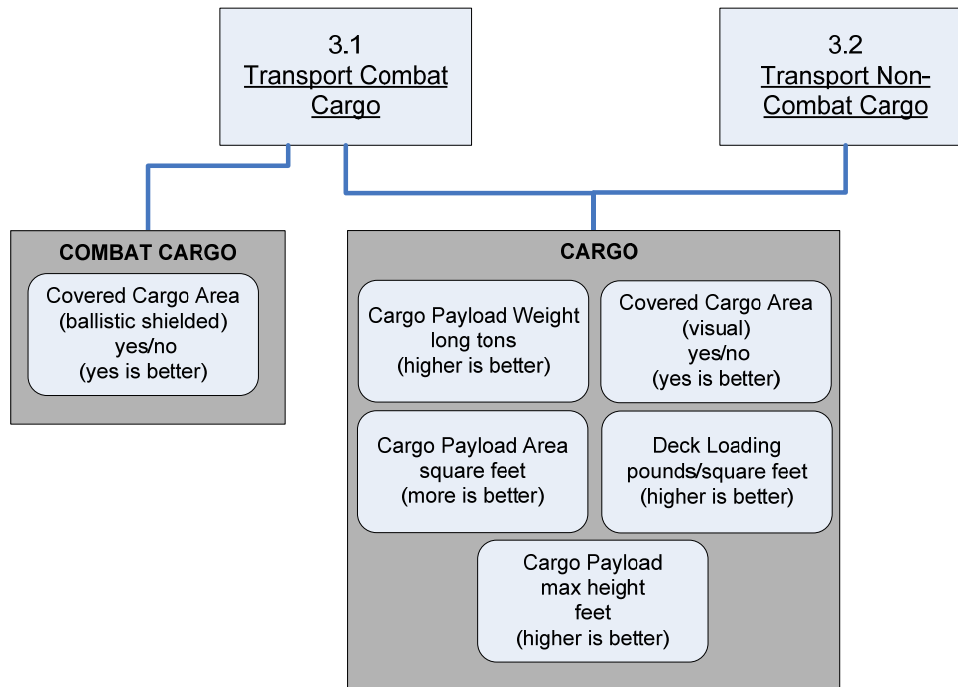 3.1
Transport Combat
Cargo
3.2
Transport Non-
Combat Cargo
COMBAT CARGO
Covered Cargo Area
(ballistic shielded)
yes/no
(yes is better)
CARGO
Cargo Payload Weight
long tons
(higher is better)
Covered Cargo Area
(visual)
yes/no
(yes is better)
Cargo Payload Area
square feet
(more is better)
Deck Loading
pounds/square feet
(higher is better)
Cargo Payload
max height
feet
(higher is better)